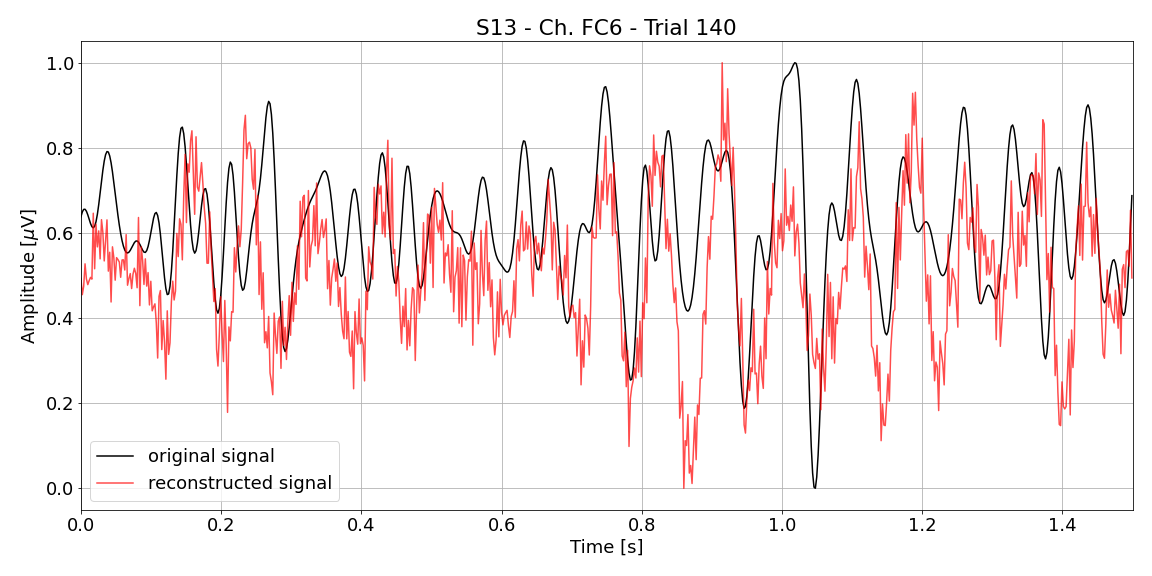 S13 - Ch. FC6 - Trial 140
1.0
0.8
0.6
0.4
0.2
0.0
Amplitude [μV]
original signal
reconstructed signal
0.0 0.2 0.4 0.6 0.8 1.0 1.2 1.4
Time [s]